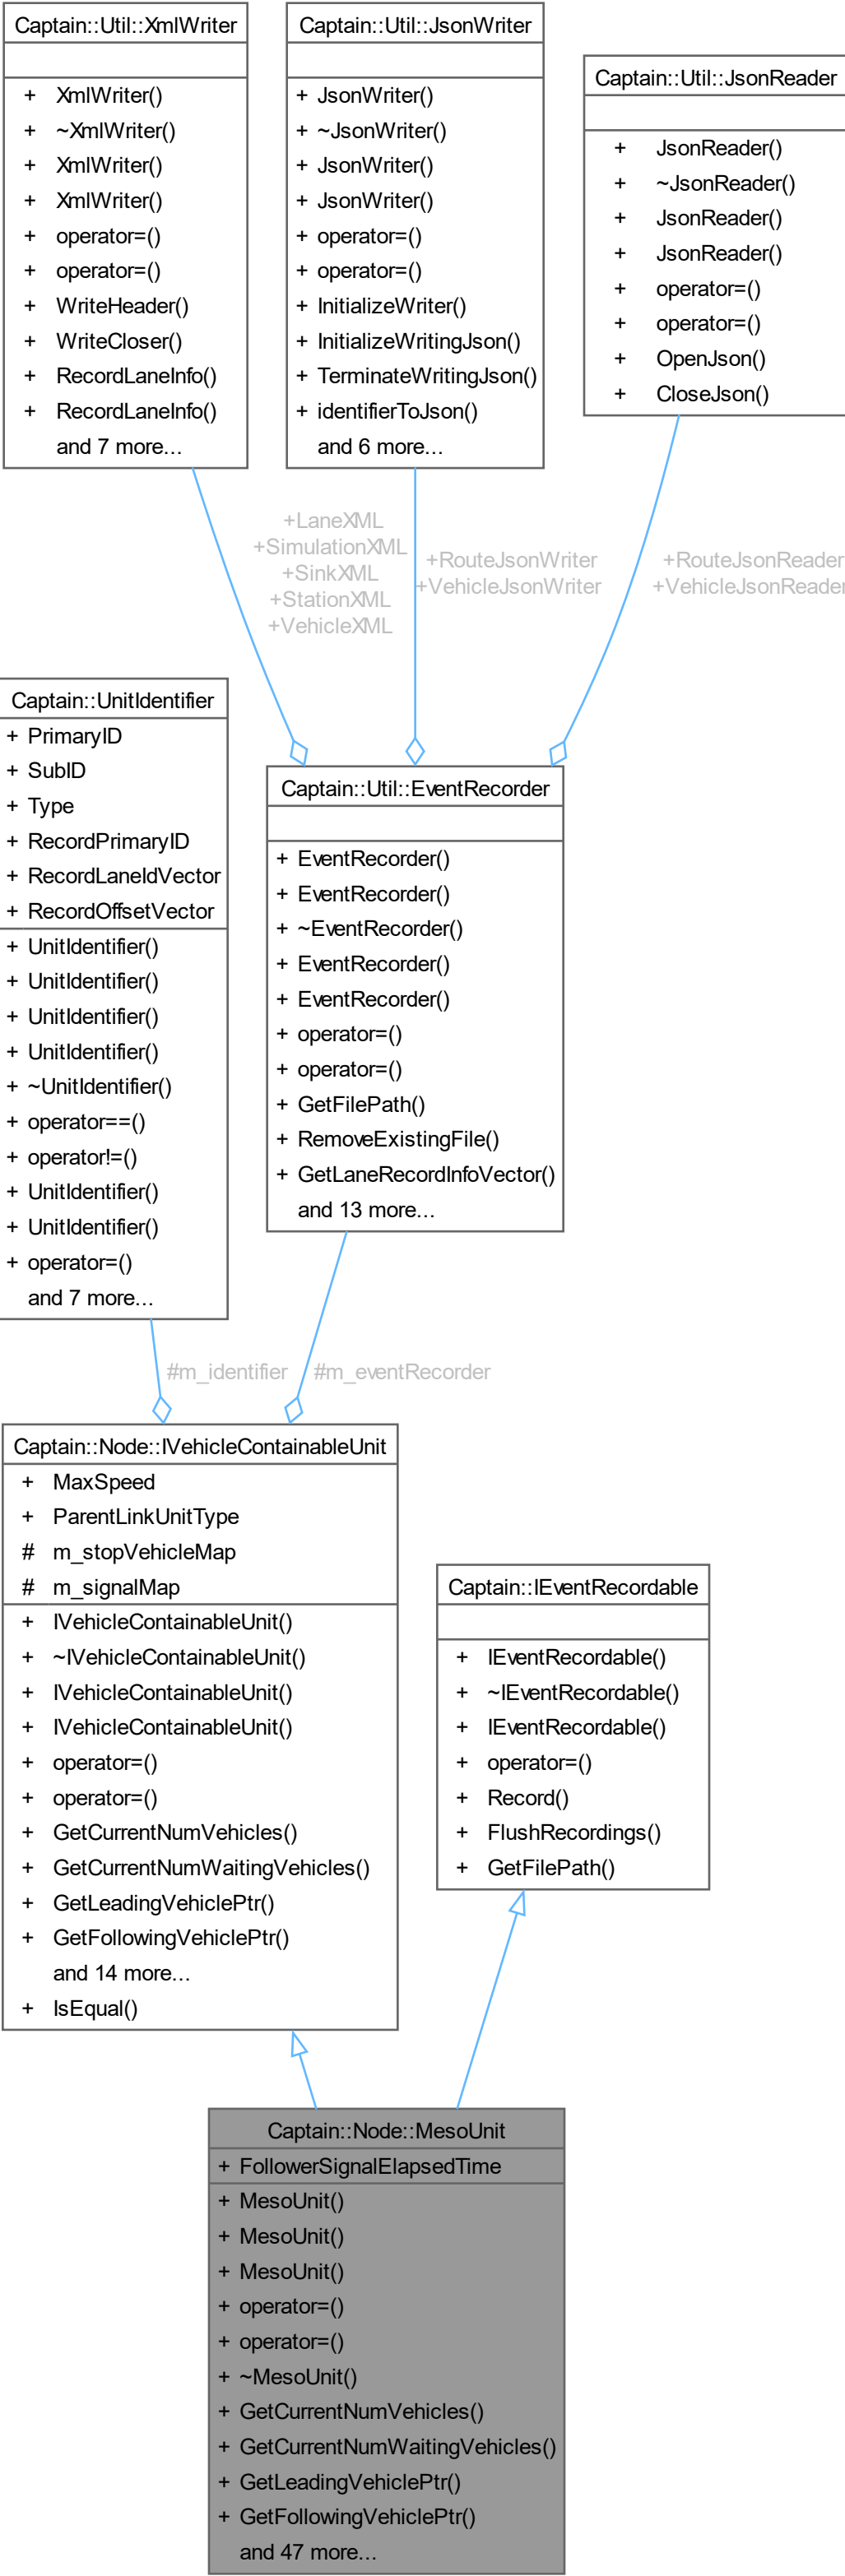 Captain::Util::XmlWriter
+ XmlWriter()
+ ~XmlWriter()
+ XmlWriter()
+ XmlWriter()
+ operator=()
+ operator=()
+ WriteHeader()
+ WriteCloser()
+ RecordLaneInfo()
+ RecordLaneInfo()
and 7 more...
Captain::Util::JsonWriter
+ JsonWriter()
+ ~JsonWriter()
+ JsonWriter()
+ JsonWriter()
+ operator=()
+ operator=()
+ InitializeWriter()
+ InitializeWritingJson()
+ TerminateWritingJson()
+ identifierToJson()
and 6 more...
Captain::Util::JsonReader
+ JsonReader()
+ ~JsonReader()
+ JsonReader()
+ JsonReader()
+ operator=()
+ operator=()
+ OpenJson()
+ CloseJson()
+LaneXML
+SimulationXML
+SinkXML
+StationXML
+VehicleXML
+RouteJsonWriter
+VehicleJsonWriter
+RouteJsonReader
+VehicleJsonReader
Captain::UnitIdentifier
+ PrimaryID
+ SubID
+ Type
+ RecordPrimaryID
+ RecordLaneIdVector
+ RecordOffsetVector
+ UnitIdentifier()
+ UnitIdentifier()
+ UnitIdentifier()
+ UnitIdentifier()
+ ~UnitIdentifier()
+ operator==()
+ operator!=()
+ UnitIdentifier()
+ UnitIdentifier()
+ operator=()
and 7 more...
Captain::Util::EventRecorder
+ EventRecorder()
+ EventRecorder()
+ ~EventRecorder()
+ EventRecorder()
+ EventRecorder()
+ operator=()
+ operator=()
+ GetFilePath()
+ RemoveExistingFile()
+ GetLaneRecordInfoVector()
and 13 more...
#m_identifier
#m_eventRecorder
Captain::Node::IVehicleContainableUnit
+ MaxSpeed
+ ParentLinkUnitType
# m_stopVehicleMap
# m_signalMap
+ IVehicleContainableUnit()
+ ~IVehicleContainableUnit()
+ IVehicleContainableUnit()
+ IVehicleContainableUnit()
+ operator=()
+ operator=()
+ GetCurrentNumVehicles()
+ GetCurrentNumWaitingVehicles()
+ GetLeadingVehiclePtr()
+ GetFollowingVehiclePtr()
and 14 more...
+ IsEqual()
Captain::IEventRecordable
+ IEventRecordable()
+ ~IEventRecordable()
+ IEventRecordable()
+ operator=()
+ Record()
+ FlushRecordings()
+ GetFilePath()
Captain::Node::MesoUnit
+ FollowerSignalElapsedTime
+ MesoUnit()
+ MesoUnit()
+ MesoUnit()
+ operator=()
+ operator=()
+ ~MesoUnit()
+ GetCurrentNumVehicles()
+ GetCurrentNumWaitingVehicles()
+ GetLeadingVehiclePtr()
+ GetFollowingVehiclePtr()
and 47 more...